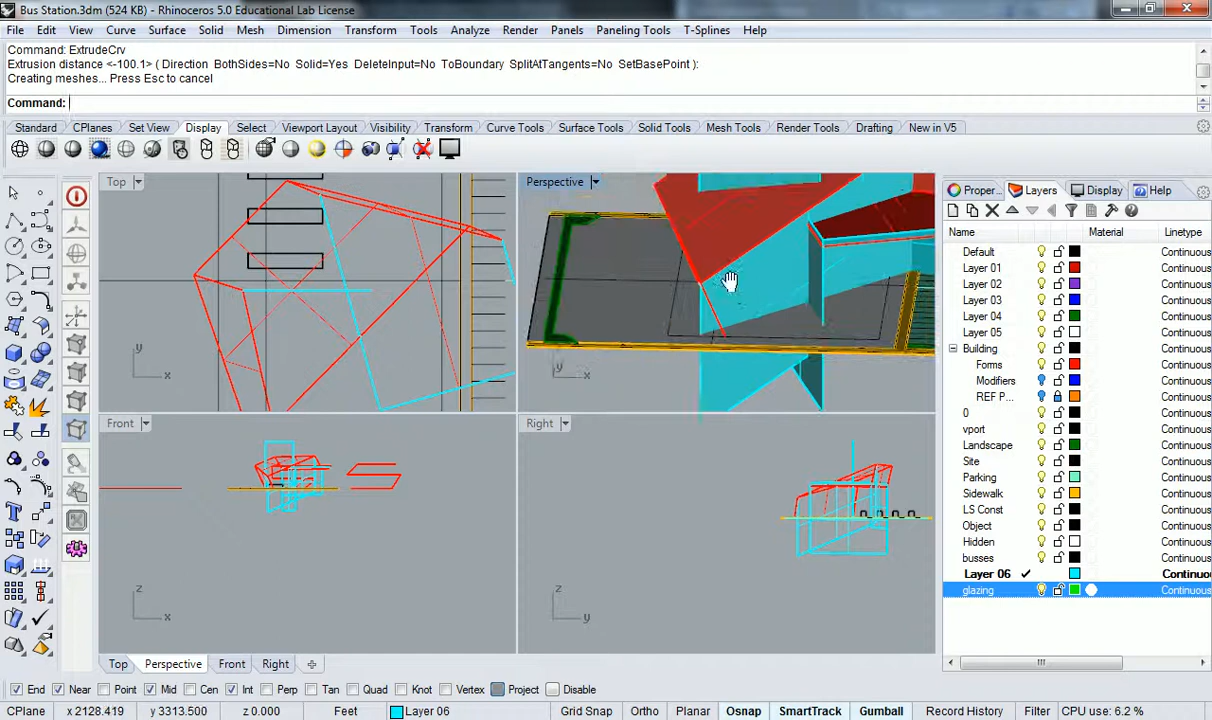 Bus Station.3dm (524 KB) - Rhinoceros 5.0 Educational Lab License
File Edit View Curve Surface Solid Mesh Dimension Transform Tools Analyze Render Panels Paneling Tools T-Splines Help
Command: ExtrudeCrv
Extrusion distance <-100.1> ( Direction BothSides=No Solid=Yes DeleteInput=No ToBoundary SplitAtTangents=No SetBasePoint ):
Creating meshes... Press Esc to cancel
Command:
Standard CPlanes Set View Display Select Viewport Layout Visibility Transform Curve Tools Surface Tools Solid Tools Mesh Tools Render Tools Drafting New in V5
Top
y
x
Perspective
y
x
Front
z
x
Right
z
y
Proper... Layers Display Help
Name Material Linetype
Default Continuous
Layer 01 Continuous
Layer 02 Continuous
Layer 03 Continuous
Layer 04 Continuous
Layer 05 Continuous
Building Continuous
Forms Continuous
Modifiers Continuous
REF P... Continuous
0 Continuous
vport Continuous
Landscape Continuous
Site Continuous
Parking Continuous
Sidewalk Continuous
LS Const Continuous
Object Continuous
Hidden Continuous
busses Continuous
Layer 06 Continuo
glazing Continuous
Top Perspective Front Right
End Near Point Mid Cen Int Perp Tan Quad Knot Vertex Project Disable
CPlane x 2128.419 y 3313.500 z 0.000 Feet Layer 06 Grid Snap Ortho Planar Osnap SmartTrack Gumball Record History Filter CPU use: 6.2 %